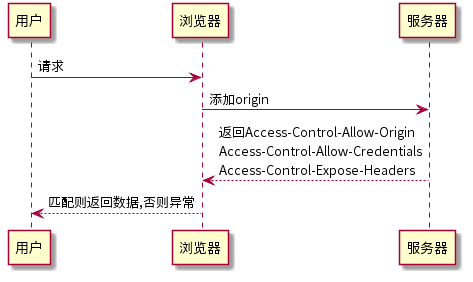 用户
浏览器
服务器
请求
添加origin
返回Access-Control-Allow-Origin
Access-Control-Allow-Credentials
Access-Control-Expose-Headers
匹配则返回数据,否则异常
用户
浏览器
服务器